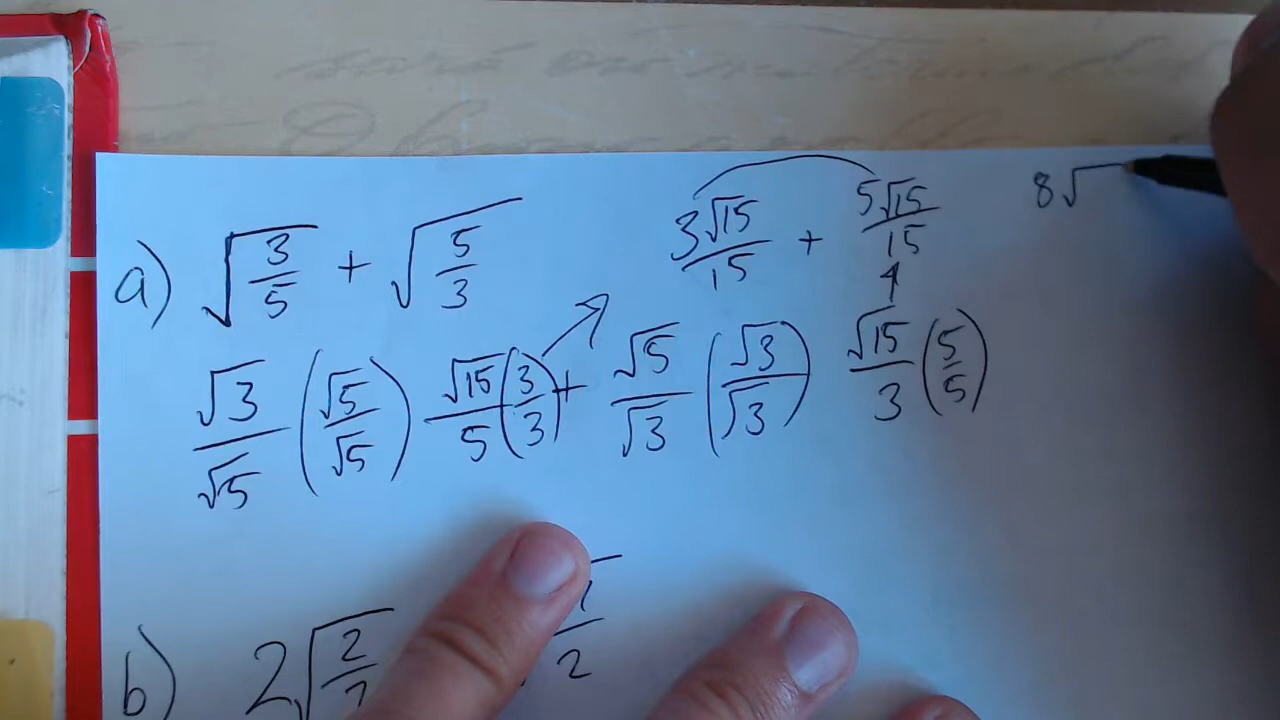 a) √(3/5) + √(5/3)
3√15/15 + 5√15/15
8√
√3/√5 (√5/√5) √15/5 (3/3) + √5/√3 (√3/√3) √15/3 (5/5)
b) 2√(2/7
/2